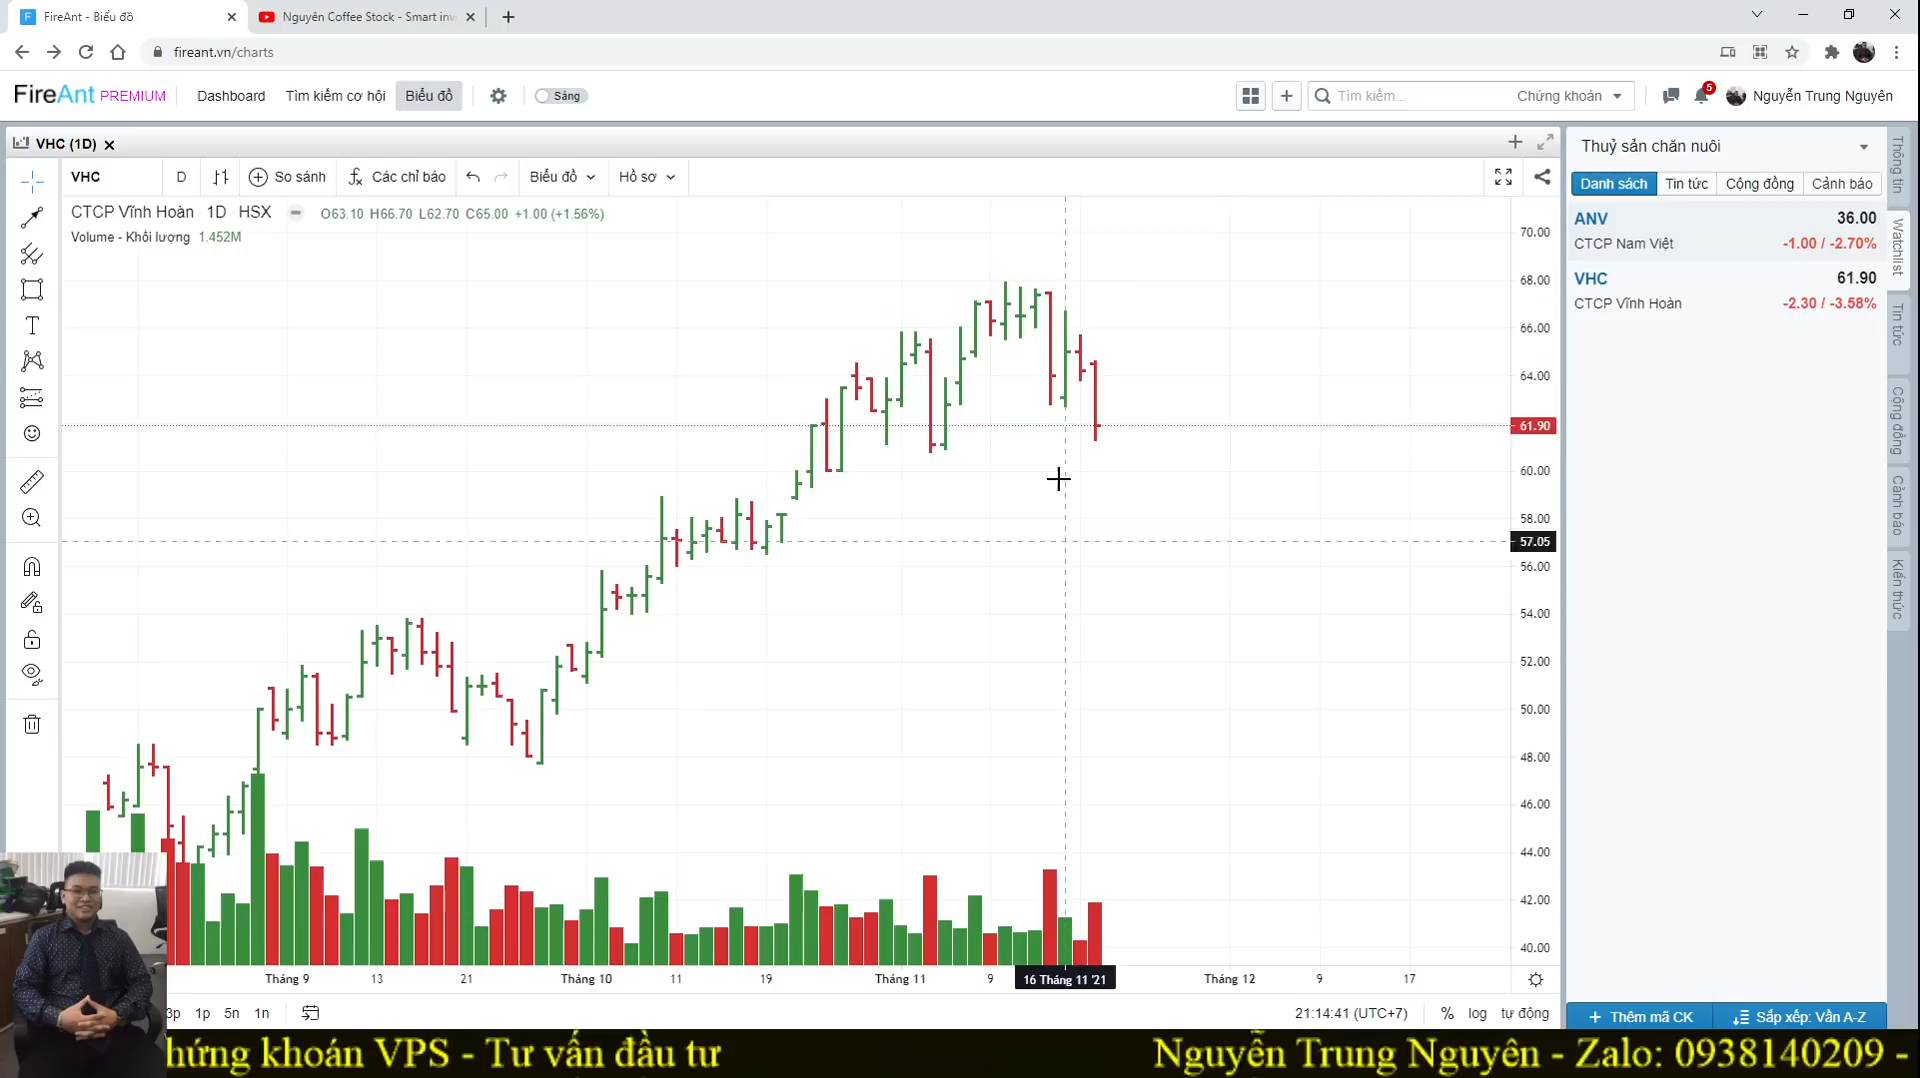 FireAnt - Biểu đồ
Nguyên Coffee Stock - Smart inv
fireant.vn/charts
FireAnt PREMIUM
Dashboard
Tìm kiếm cơ hội
Biểu đồ
Sáng
Tìm kiếm...
Chứng khoán
5
Nguyễn Trung Nguyên
VHC (1D)
VHC
D
So sánh
Các chỉ báo
Biểu đồ
Hồ sơ
CTCP Vĩnh Hoàn 1D HSX
O63.10 H66.70 L62.70 C65.00 +1.00 (+1.56%)
Volume - Khối lượng 1.452M
70.00
68.00
66.00
64.00
61.90
60.00
58.00
57.05
56.00
54.00
52.00
50.00
48.00
46.00
44.00
42.00
40.00
Tháng 9
13
21
Tháng 10
11
19
Tháng 11
9
16 Tháng 11 '21
Tháng 12
9
17
3p
1p
5n
1n
21:14:41 (UTC+7)
%
log
tự động
Thuỷ sản chăn nuôi
Danh sách
Tin tức
Cộng đồng
Cảnh báo
ANV
36.00
CTCP Nam Việt
-1.00 / -2.70%
VHC
61.90
CTCP Vĩnh Hoàn
-2.30 / -3.58%
Thông tin
Watchlist
Tin tức
Cộng đồng
Cảnh báo
Kiến thức
Thêm mã CK
Sắp xếp: Vần A-Z
hứng khoán VPS - Tư vấn đầu tư
Nguyễn Trung Nguyên - Zalo: 0938140209 -